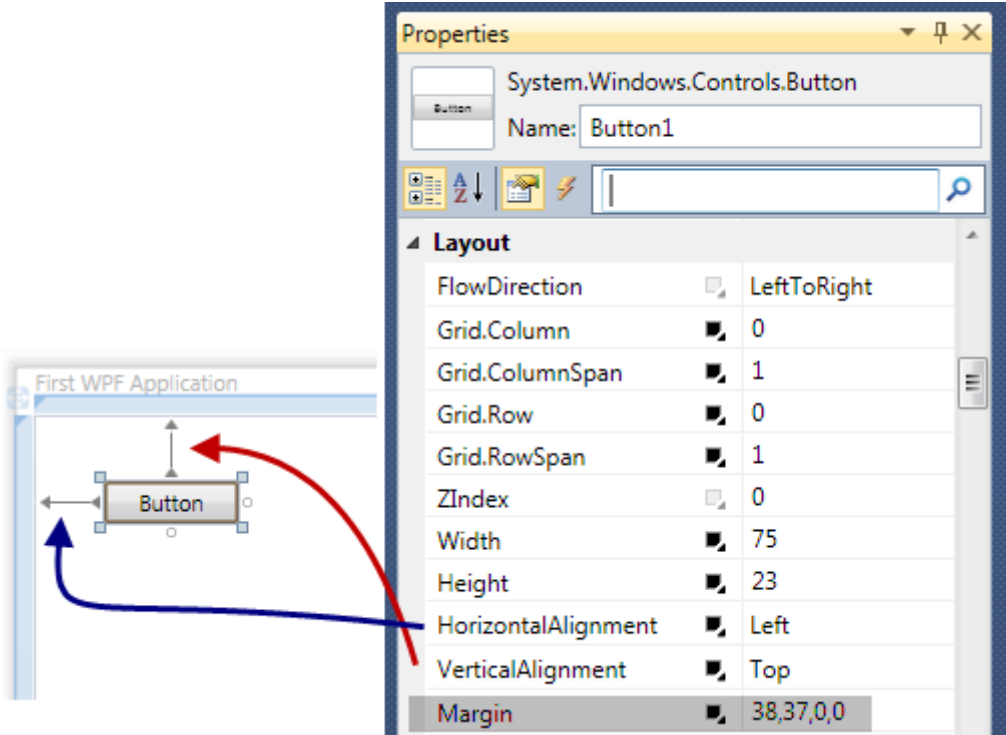 Properties
System.Windows.Controls.Button
Button
Name: Button1
A
Z
Layout
FlowDirection LeftToRight
Grid.Column 0
Grid.ColumnSpan 1
Grid.Row 0
Grid.RowSpan 1
ZIndex 0
Width 75
Height 23
HorizontalAlignment Left
VerticalAlignment Top
Margin 38,37,0,0
First WPF Application
Button